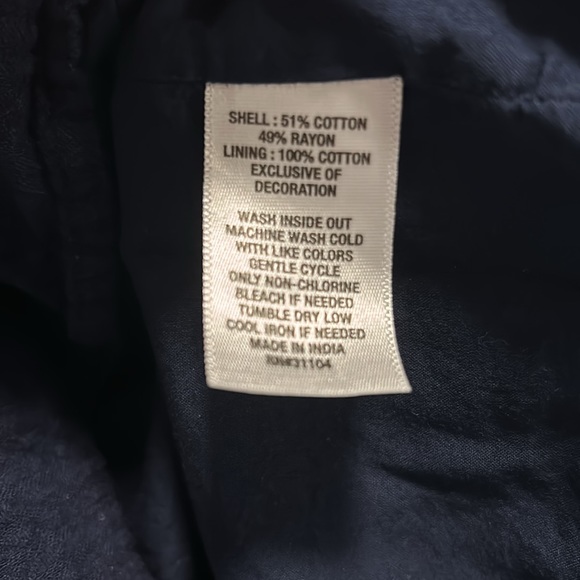 SHELL : 51% COTTON
49% RAYON
LINING : 100% COTTON
EXCLUSIVE OF
DECORATION
WASH INSIDE OUT
MACHINE WASH COLD
WITH LIKE COLORS
GENTLE CYCLE
ONLY NON-CHLORINE
BLEACH IF NEEDED
TUMBLE DRY LOW
COOL IRON IF NEEDED
MADE IN INDIA